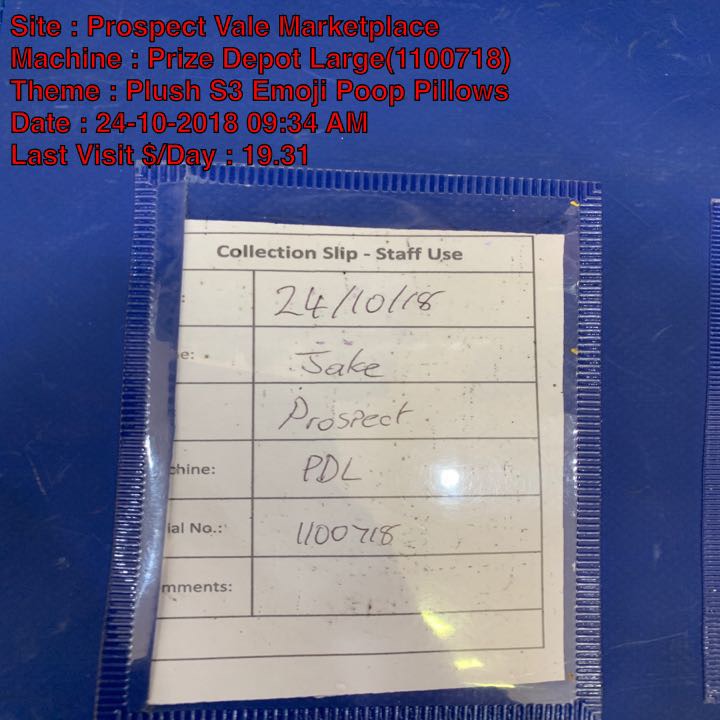 Site : Prospect Vale Marketplace
Machine : Prize Depot Large(1100718)
Theme : Plush S3 Emoji Poop Pillows
Date : 24-10-2018 09:34 AM
Last Visit $/Day : 19.31
Collection Slip - Staff Use
: 24/10/18
e: Jake
Prospect
chine: PDL
ial No.: 1100718
mments: